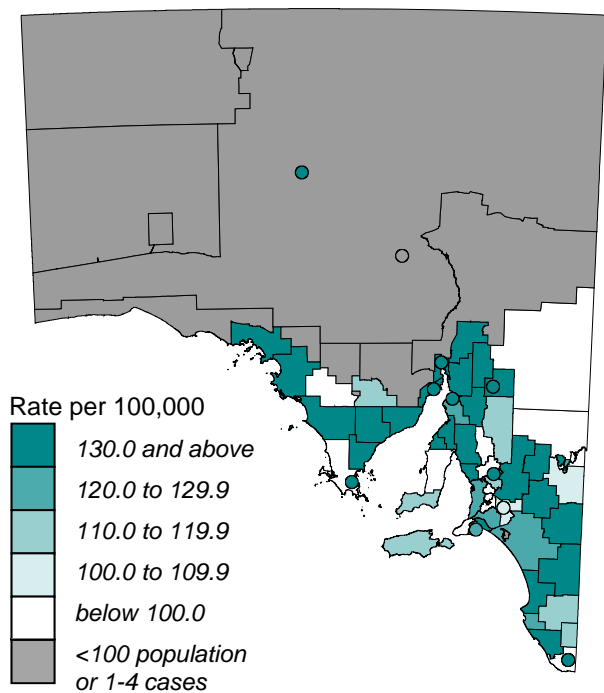 Rate per 100,000
130.0 and above
120.0 to 129.9
110.0 to 119.9
100.0 to 109.9
below 100.0
<100 population
or 1-4 cases